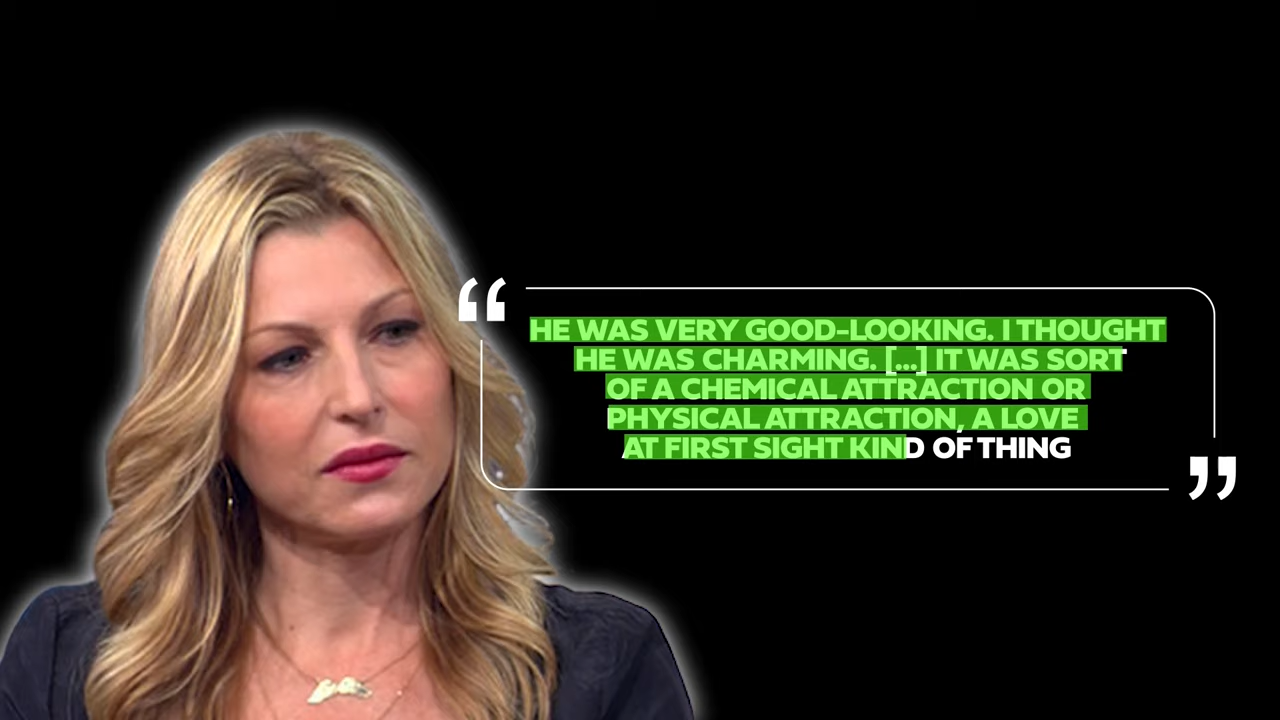 “
HE WAS VERY GOOD-LOOKING. I THOUGHT
HE WAS CHARMING. [...] IT WAS SORT
OF A CHEMICAL ATTRACTION OR
PHYSICAL ATTRACTION, A LOVE
AT FIRST SIGHT KIND OF THING
”